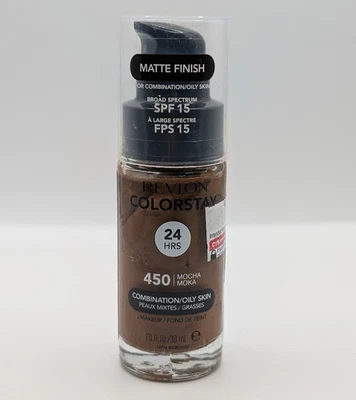 MATTE FINISH
FOR COMBINATION/OILY SKIN
BROAD SPECTRUM
SPF 15
À LARGE SPECTRE
FPS 15
REVLON
COLORSTAY
24
HRS
450 | MOCHA
MOKA
COMBINATION/OILY SKIN
PEAUX MIXTES / GRASSES
MAKEUP / FOND DE TEINT
1.0 fl.oz/30 mL ℮